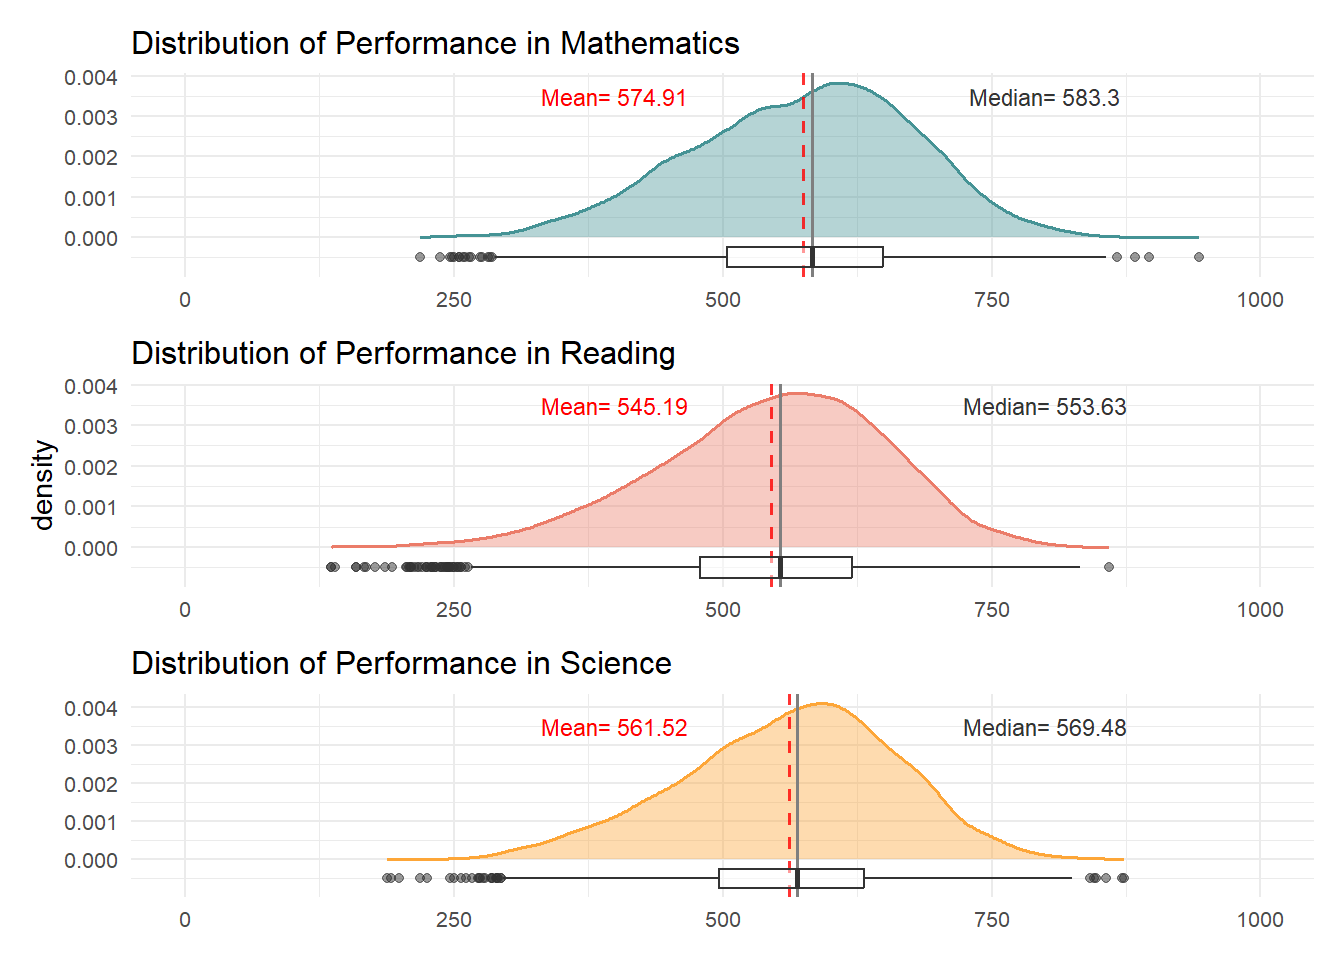 Distribution of Performance in Mathematics
0.004
0.003
0.002
0.001
0.000
Mean= 574.91
Median= 583.3
0 250 500 750 1000
Distribution of Performance in Reading
density
0.004
0.003
0.002
0.001
0.000
Mean= 545.19
Median= 553.63
0 250 500 750 1000
Distribution of Performance in Science
0.004
0.003
0.002
0.001
0.000
Mean= 561.52
Median= 569.48
0 250 500 750 1000